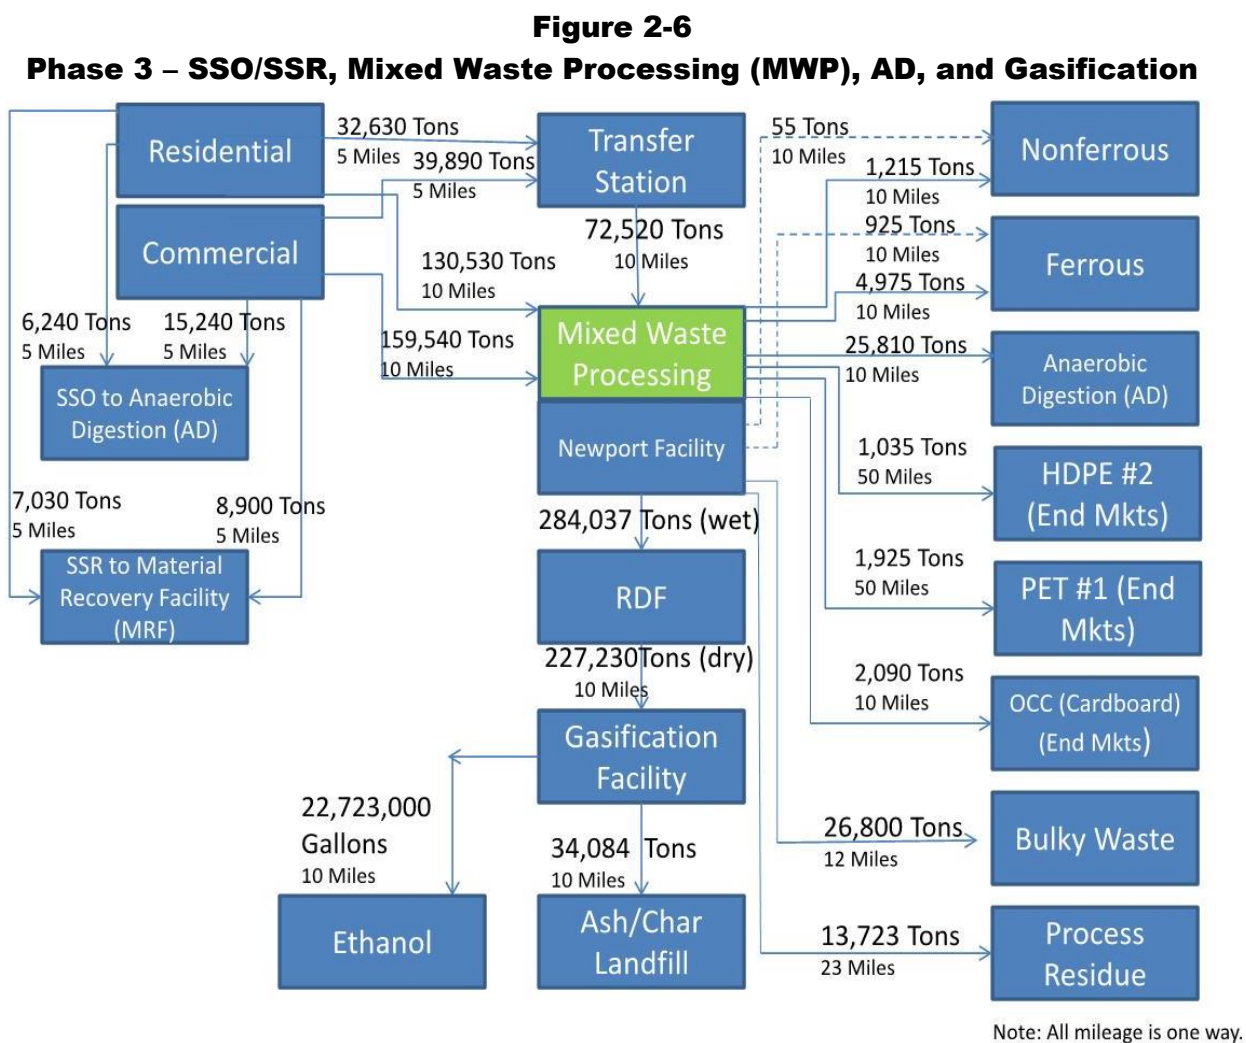 Figure 2-6
Phase 3 – SSO/SSR, Mixed Waste Processing (MWP), AD, and Gasification
Residential
Commercial
32,630 Tons
5 Miles
39,890 Tons
5 Miles
Transfer
Station
72,520 Tons
10 Miles
130,530 Tons
10 Miles
159,540 Tons
10 Miles
6,240 Tons
5 Miles
15,240 Tons
5 Miles
SSO to Anaerobic
Digestion (AD)
7,030 Tons
5 Miles
8,900 Tons
5 Miles
SSR to Material
Recovery Facility
(MRF)
Mixed Waste
Processing
Newport Facility
284,037 Tons (wet)
RDF
227,230Tons (dry)
10 Miles
Gasification
Facility
22,723,000
Gallons
10 Miles
Ethanol
34,084 Tons
10 Miles
Ash/Char
Landfill
55 Tons
10 Miles
1,215 Tons
10 Miles
Nonferrous
925 Tons
10 Miles
4,975 Tons
10 Miles
Ferrous
25,810 Tons
10 Miles
Anaerobic
Digestion (AD)
1,035 Tons
50 Miles
HDPE #2
(End Mkts)
1,925 Tons
50 Miles
PET #1 (End
Mkts)
2,090 Tons
10 Miles
OCC (Cardboard)
(End Mkts)
26,800 Tons
12 Miles
Bulky Waste
13,723 Tons
23 Miles
Process
Residue
Note: All mileage is one way.